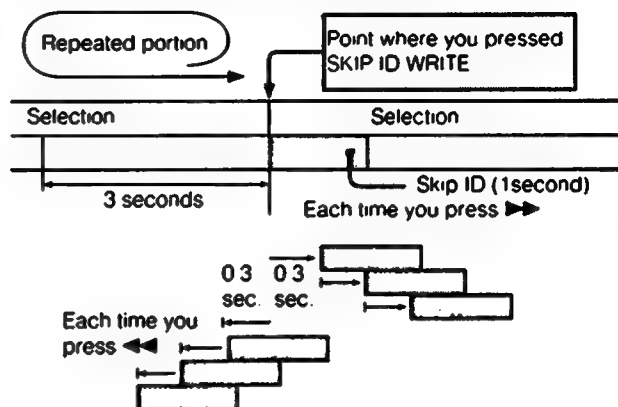 Repeated portion
Point where you pressed
SKIP ID WRITE
Selection
Selection
3 seconds
Skip ID (1second)
Each time you press ▶▶
0 3 0 3
sec. sec.
Each time you
press ◀◀